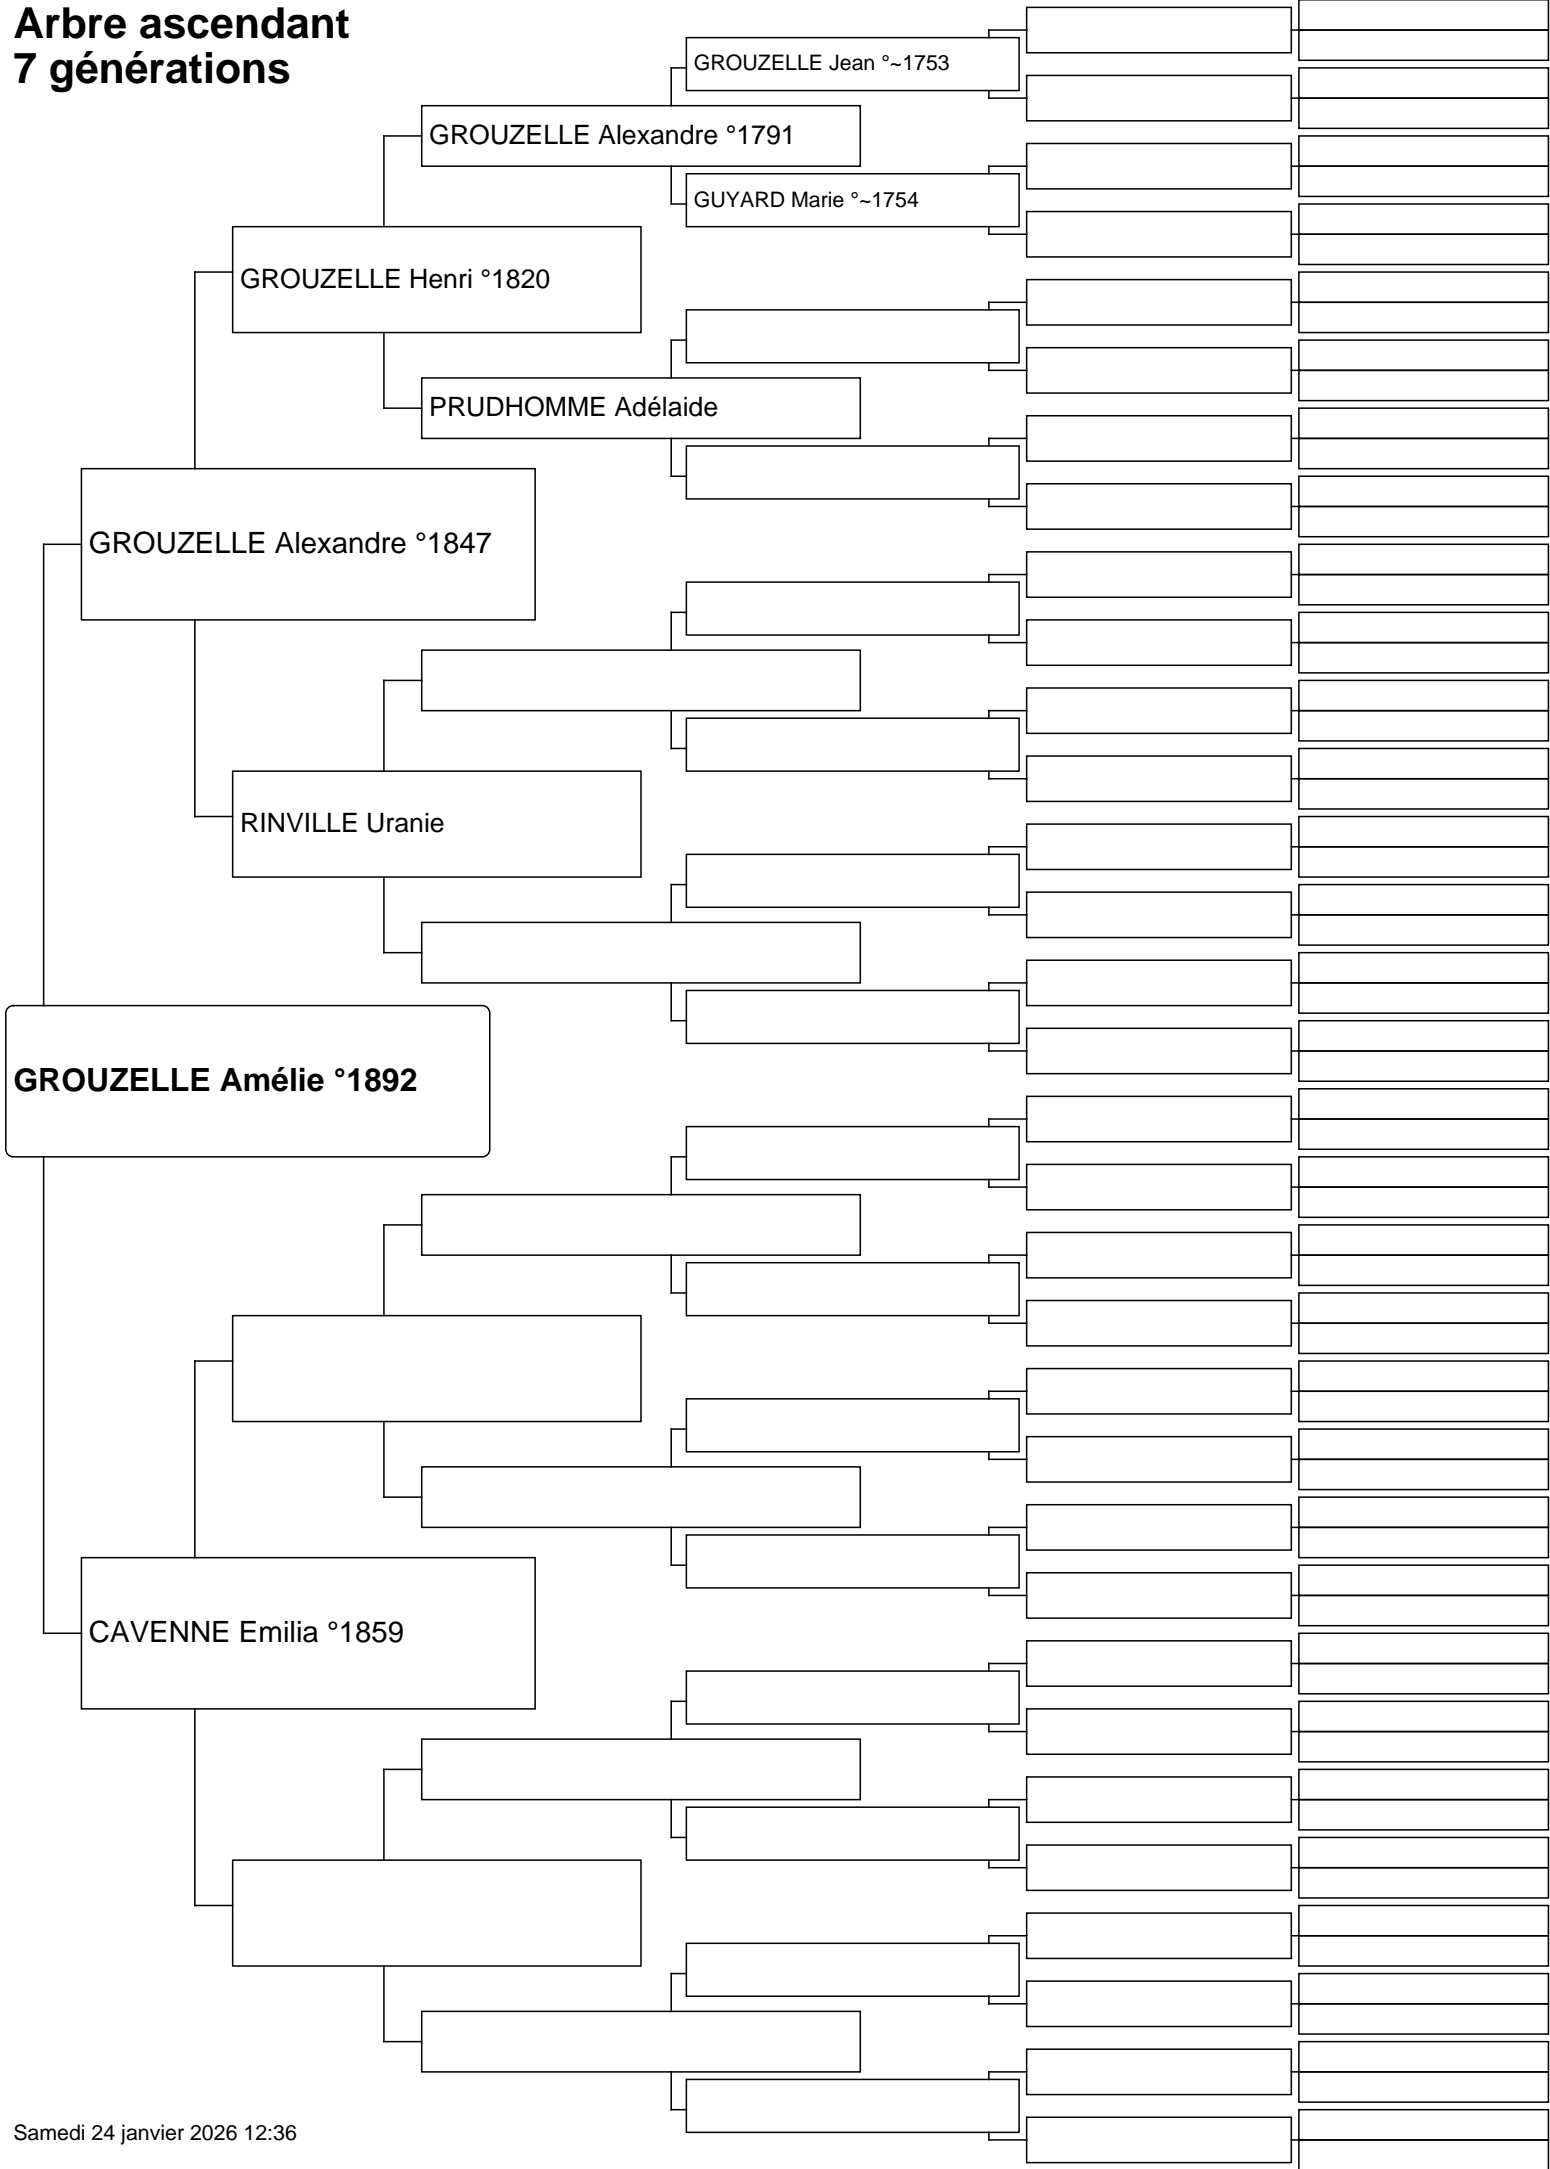 Arbre ascendant
7 générations
GROUZELLE Jean °~1753
GROUZELLE Alexandre °1791
GUYARD Marie °~1754
GROUZELLE Henri °1820
PRUDHOMME Adélaide
GROUZELLE Alexandre °1847
RINVILLE Uranie
GROUZELLE Amélie °1892
CAVENNE Emilia °1859
Samedi 24 janvier 2026 12:36